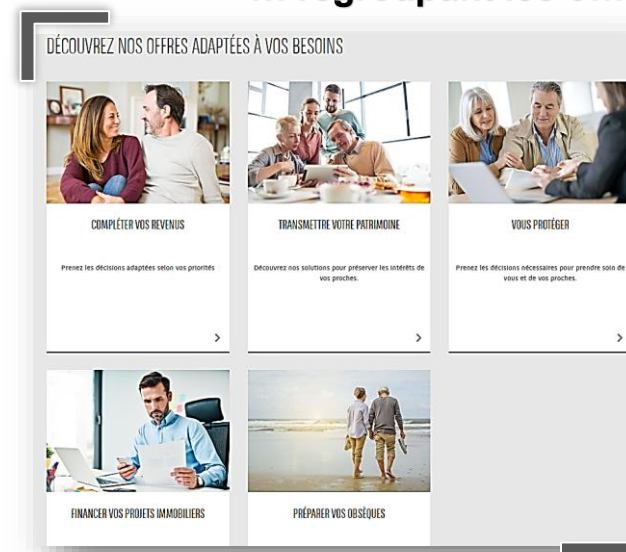 DÉCOUVREZ NOS OFFRES ADAPTÉES À VOS BESOINS
COMPLÉTER VOS REVENUS
Prenez les décisions adaptées selon vos priorités
TRANSMETTRE VOTRE PATRIMOINE
Découvrez nos solutions pour préserver les intérêts de
vos proches.
VOUS PROTÉGER
Prenez les décisions nécessaires pour prendre soin de
vous et de vos proches.
FINANCER VOS PROJETS IMMOBILIERS
PRÉPARER VOS OBSÈQUES